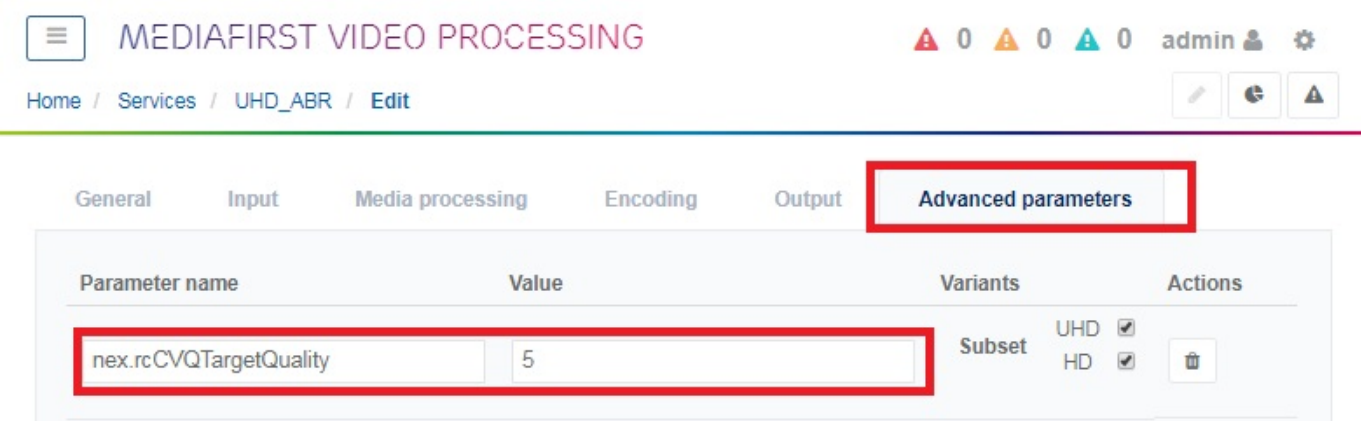 MEDIAFIRST VIDEO PROCESSING 0 0 0 admin
Home / Services / UHD_ABR / Edit
General Input Media processing Encoding Output Advanced parameters
Parameter name Value Variants Actions
nex.rcCVQTargetQuality 5 Subset UHD
HD